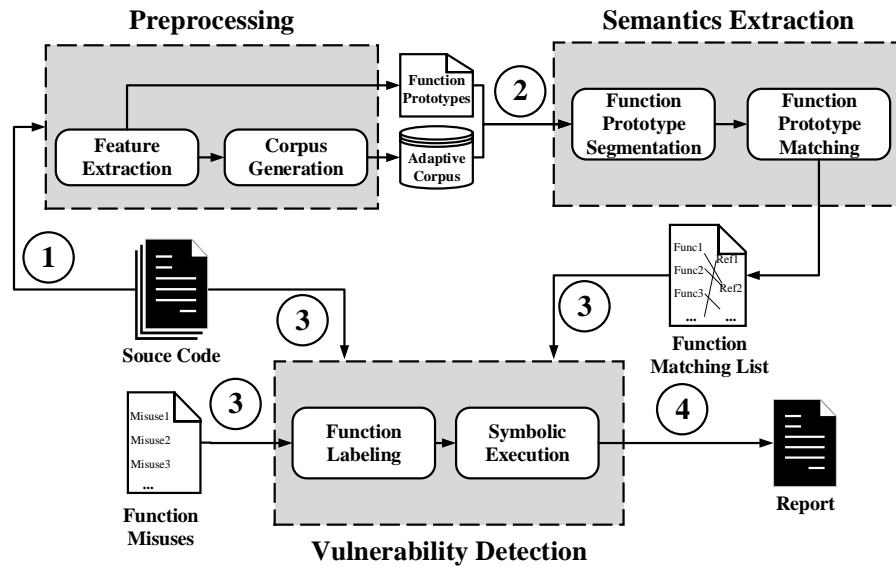 Preprocessing
Semantics Extraction
Function
Prototypes
2
Feature
Extraction
Corpus
Generation
Adaptive
Corpus
Function
Prototype
Segmentation
Function
Prototype
Matching
1
Souce Code
3
3
Func1
Ref1
Func2
Ref2
Func3
... ...
Function
Matching List
Misuse1
Misuse2
Misuse3
...
Function
Misuses
3
Function
Labeling
Symbolic
Execution
4
Report
Vulnerability Detection